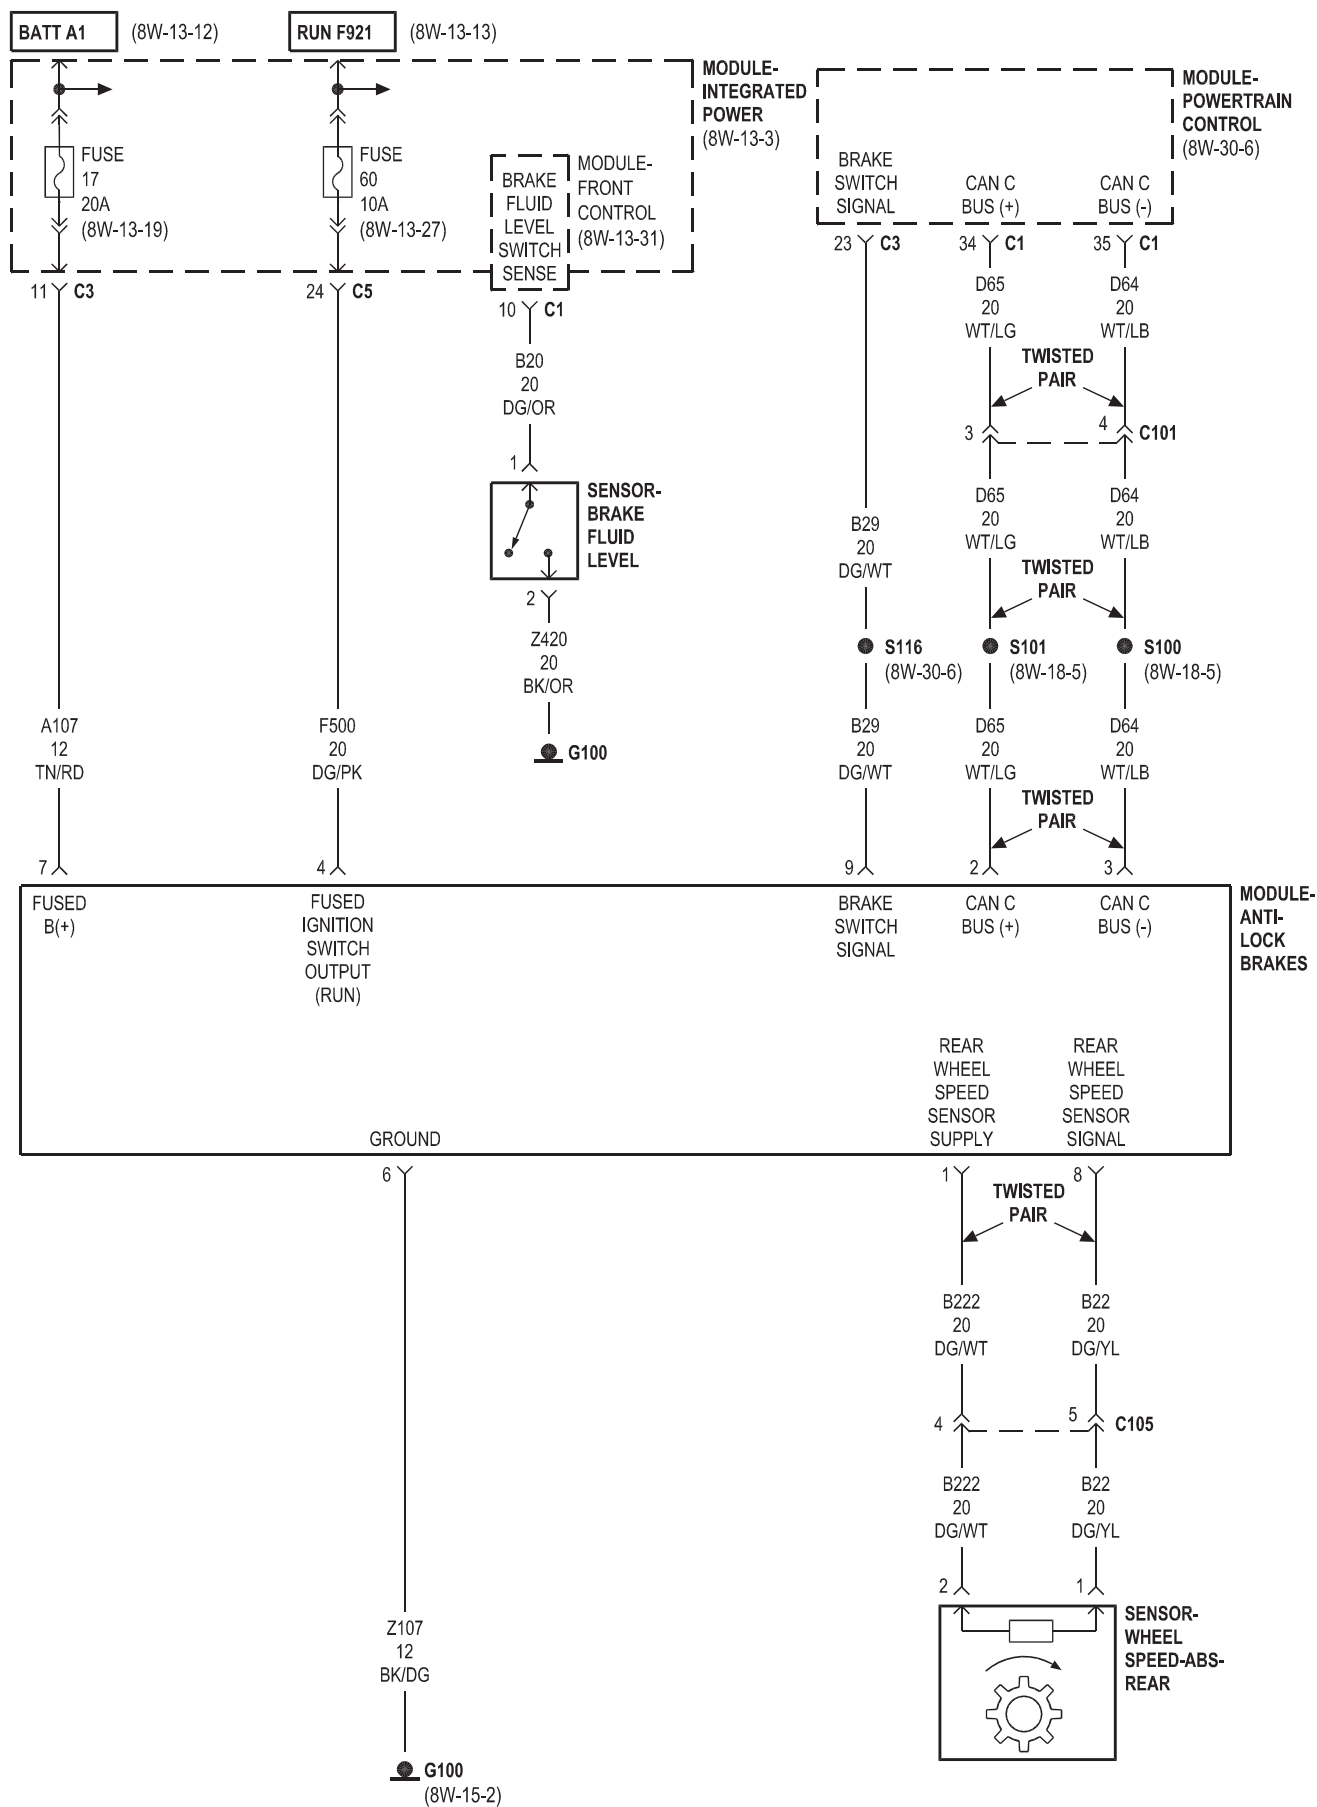 BATT A1 (8W-13-12)
RUN F921 (8W-13-13)
MODULE-
INTEGRATED
POWER
(8W-13-3)
MODULE-
POWERTRAIN
CONTROL
(8W-30-6)
FUSE
17
20A
(8W-13-19)
FUSE
60
10A
(8W-13-27)
BRAKE
FLUID
LEVEL
SWITCH
SENSE
MODULE-
FRONT
CONTROL
(8W-13-31)
BRAKE
SWITCH
SIGNAL
CAN C
BUS (+)
CAN C
BUS (-)
11 C3
24 C5
10 C1
23 C3
34 C1
35 C1
B20
20
DG/OR
D65
20
WT/LG
D64
20
WT/LB
TWISTED
PAIR
3
4
C101
1
SENSOR-
BRAKE
FLUID
LEVEL
2
Z420
20
BK/OR
G100
B29
20
DG/WT
D65
20
WT/LG
D64
20
WT/LB
TWISTED
PAIR
S116
(8W-30-6)
S101
(8W-18-5)
S100
(8W-18-5)
A107
12
TN/RD
F500
20
DG/PK
B29
20
DG/WT
D65
20
WT/LG
D64
20
WT/LB
TWISTED
PAIR
7
4
9
2
3
FUSED
B(+)
FUSED
IGNITION
SWITCH
OUTPUT
(RUN)
BRAKE
SWITCH
SIGNAL
CAN C
BUS (+)
CAN C
BUS (-)
MODULE-
ANTI-
LOCK
BRAKES
GROUND
REAR
WHEEL
SPEED
SENSOR
SUPPLY
REAR
WHEEL
SPEED
SENSOR
SIGNAL
6
1
8
TWISTED
PAIR
B222
20
DG/WT
B22
20
DG/YL
4
5
C105
B222
20
DG/WT
B22
20
DG/YL
2
1
SENSOR-
WHEEL
SPEED-ABS-
REAR
Z107
12
BK/DG
G100
(8W-15-2)